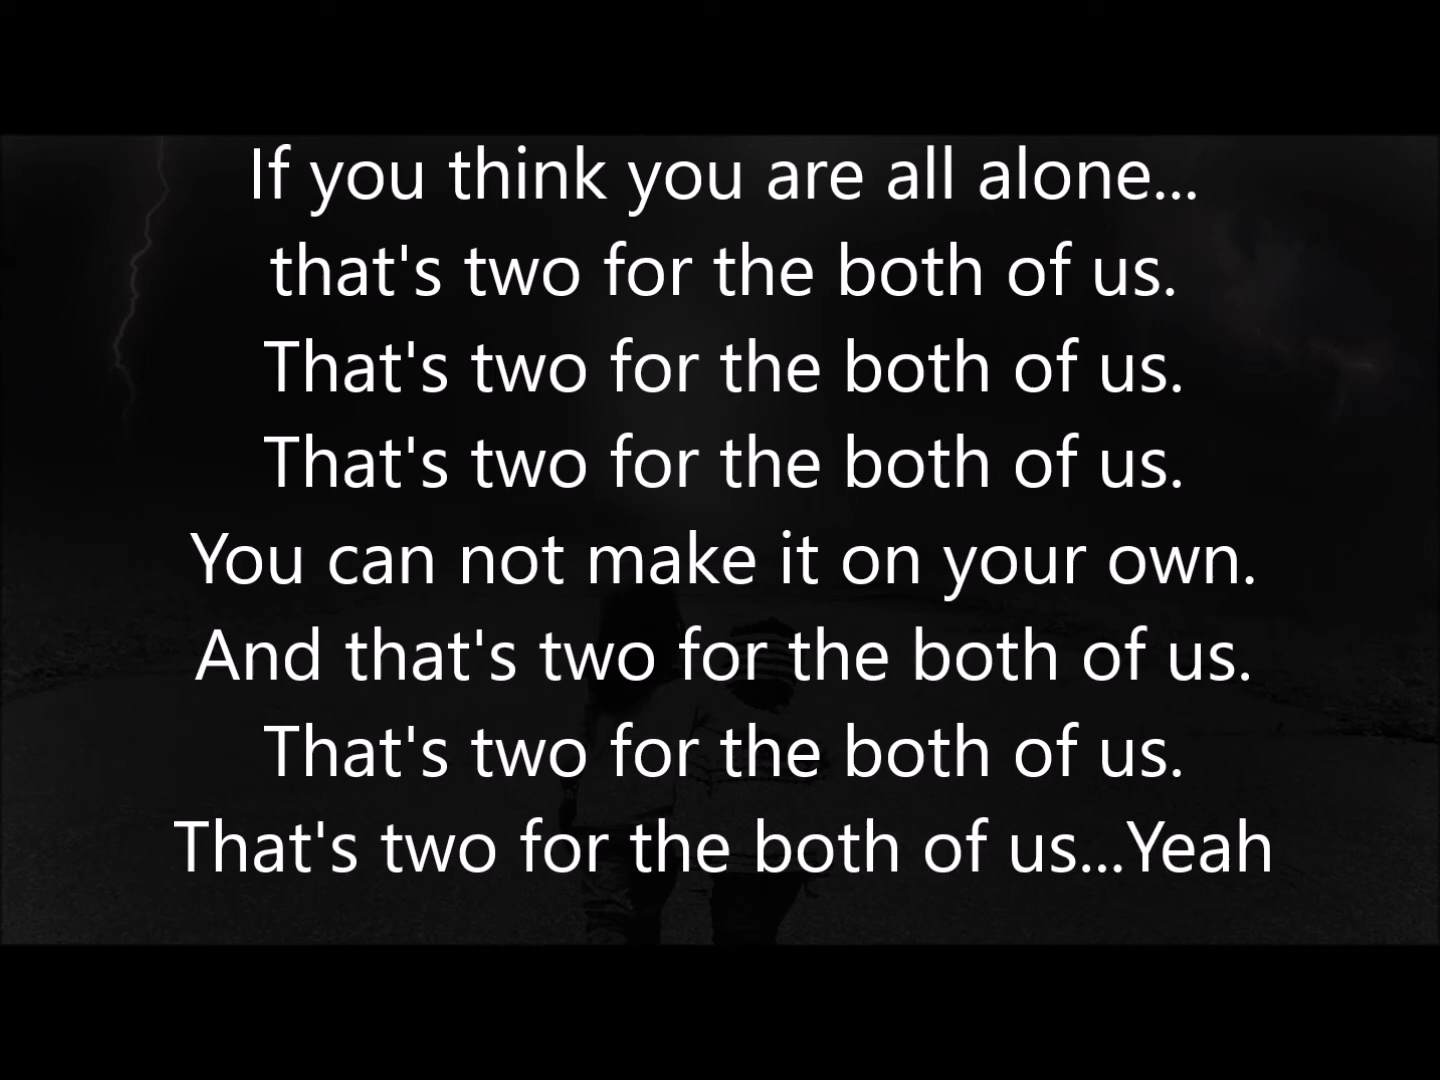 If you think you are all alone...
that's two for the both of us.
That's two for the both of us.
That's two for the both of us.
You can not make it on your own.
And that's two for the both of us.
That's two for the both of us.
That's two for the both of us...Yeah